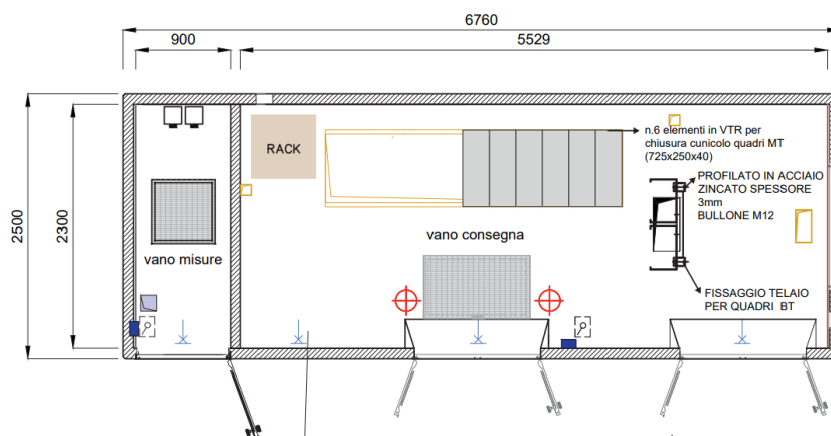 6760
900
5529
2500
2300
RACK
n.6 elementi in VTR per
chiusura cunicolo quadri MT
(725x250x40)
PROFILATO IN ACCIAIO
ZINCATO SPESSORE
3mm
BULLONE M12
vano consegna
vano misure
FISSAGGIO TELAIO
PER QUADRI BT